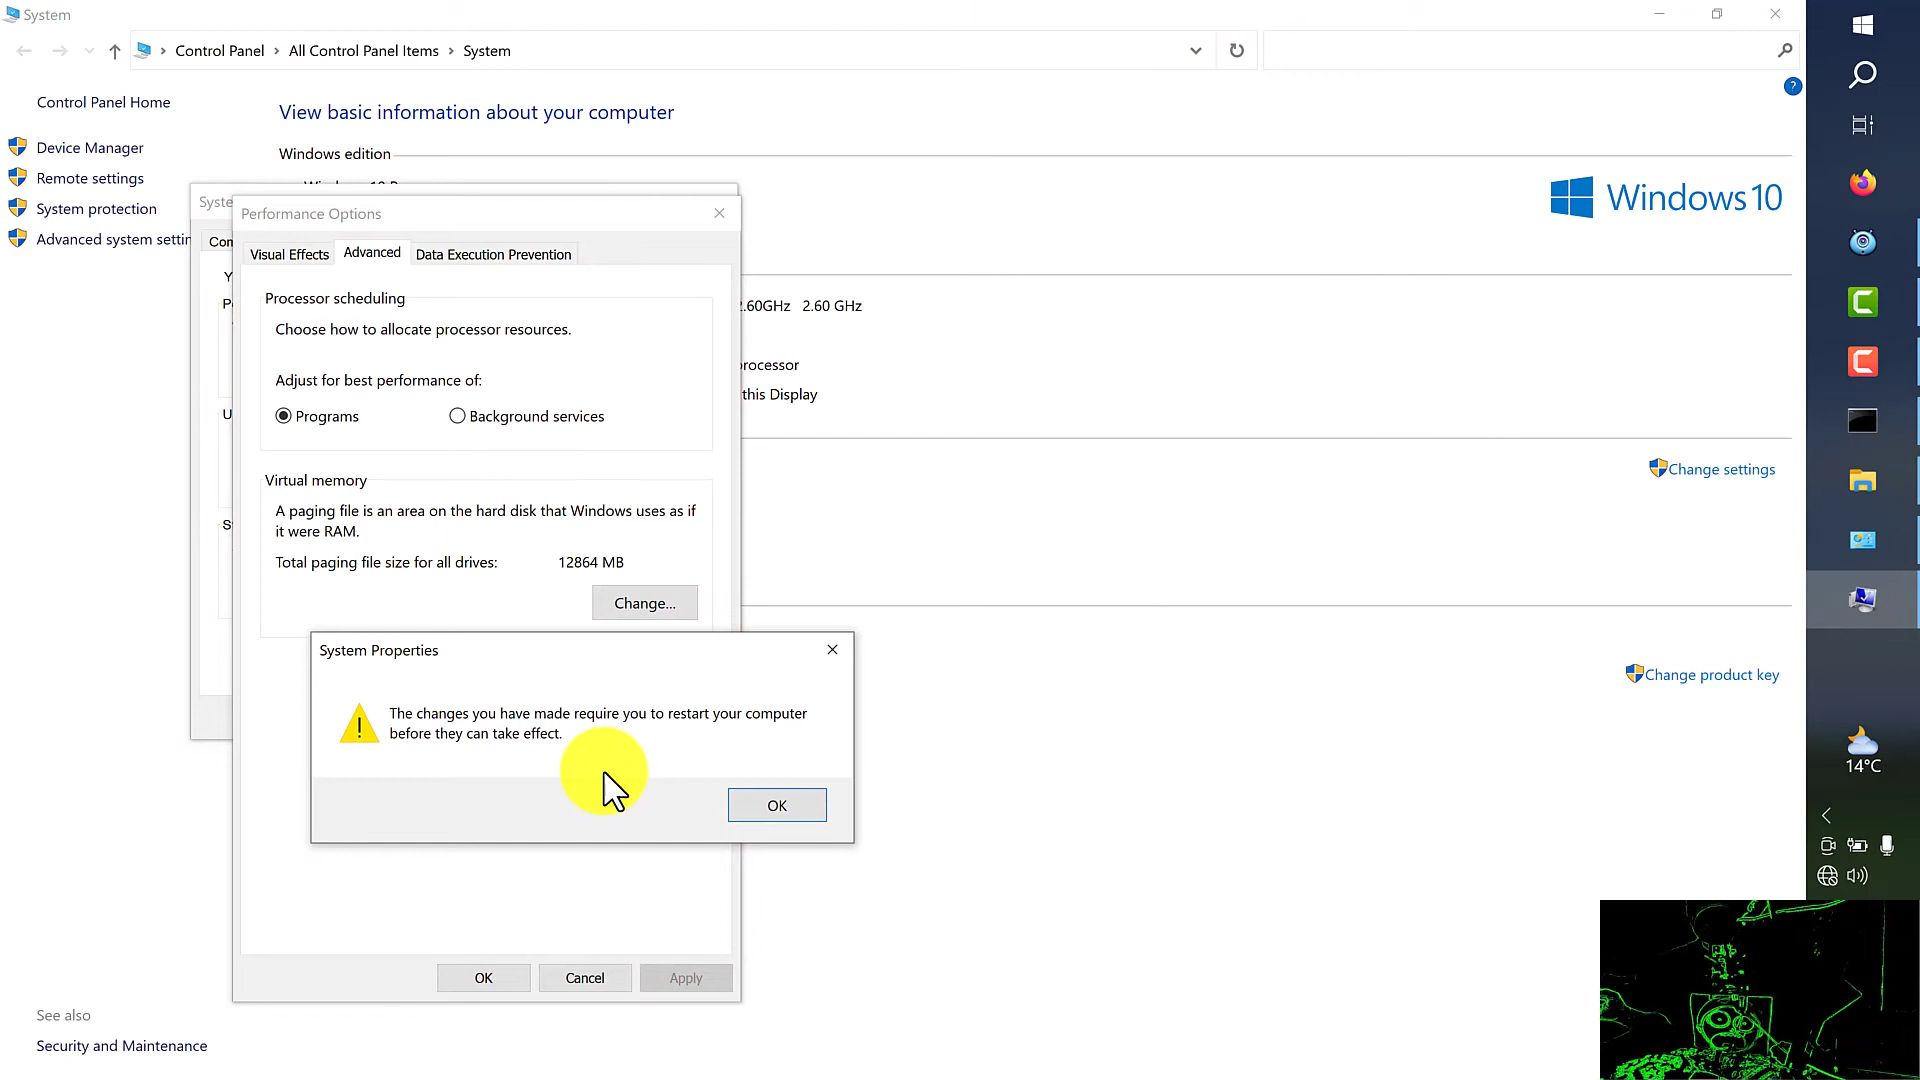 System
Control Panel > All Control Panel Items > System
Control Panel Home
Device Manager
Remote settings
System protection
Advanced system settin
See also
Security and Maintenance
View basic information about your computer
Windows edition
Windows 10
.60GHz 2.60 GHz
rocessor
this Display
Change settings
Change product key
Syste
Com
Performance Options
Visual Effects
Advanced
Data Execution Prevention
Processor scheduling
Choose how to allocate processor resources.
Adjust for best performance of:
Programs
Background services
Virtual memory
A paging file is an area on the hard disk that Windows uses as if
it were RAM.
Total paging file size for all drives: 12864 MB
Change...
System Properties
The changes you have made require you to restart your computer
before they can take effect.
OK
OK
Cancel
Apply
14°C